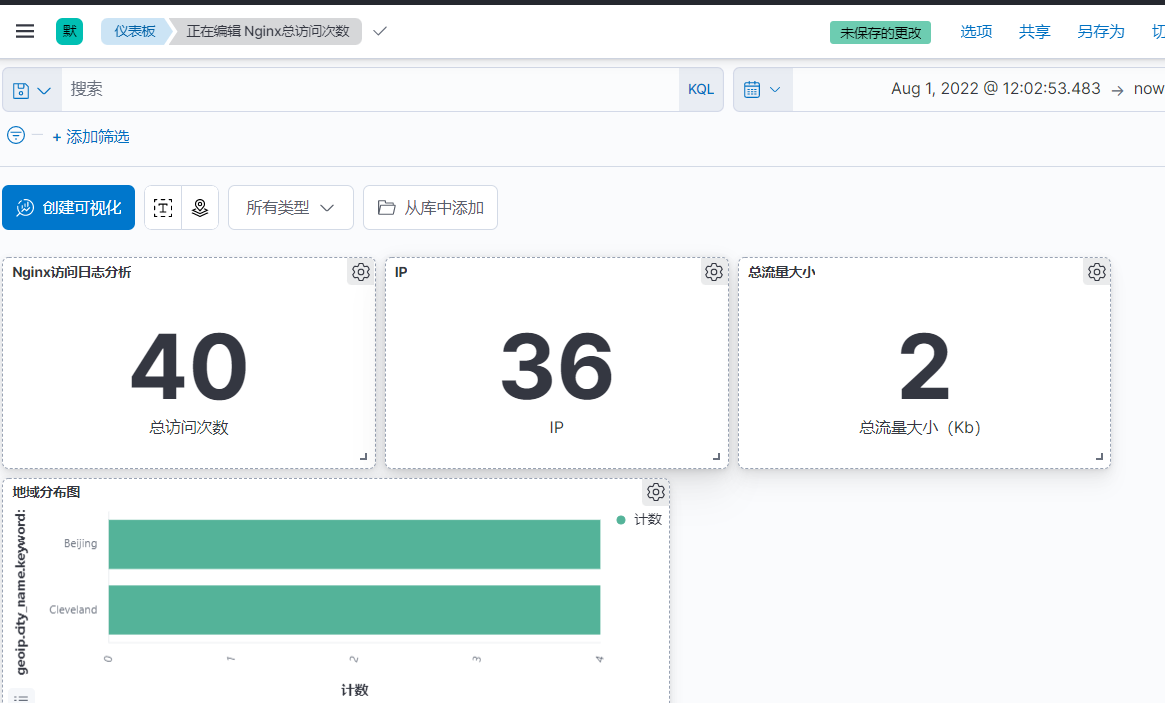 默 仪表板 正在编辑 Nginx总访问次数 未保存的更改 选项 共享 另存为 切
搜索 KQL Aug 1, 2022 @ 12:02:53.483 → now
+ 添加筛选
创建可视化 所有类型 从库中添加
Nginx访问日志分析 IP 总流量大小
40 36 2
总访问次数 IP 总流量大小（Kb）
地域分布图
计数
geoip.city_name.keyword:
Beijing
Cleveland
0 1 2 3 4
计数